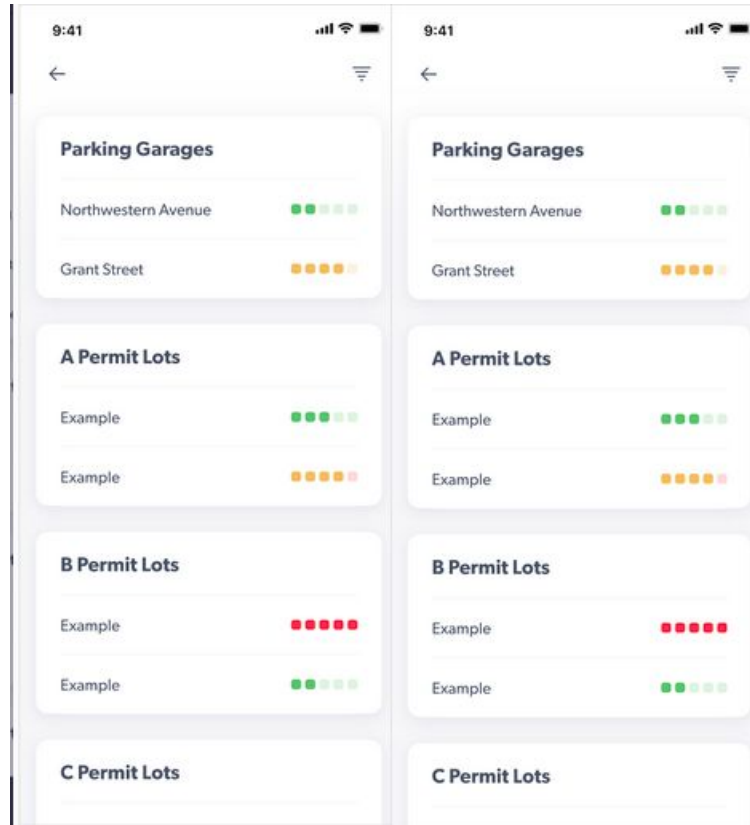 9:41
Parking Garages
Northwestern Avenue
Grant Street
A Permit Lots
Example
Example
B Permit Lots
Example
Example
C Permit Lots
9:41
Parking Garages
Northwestern Avenue
Grant Street
A Permit Lots
Example
Example
B Permit Lots
Example
Example
C Permit Lots